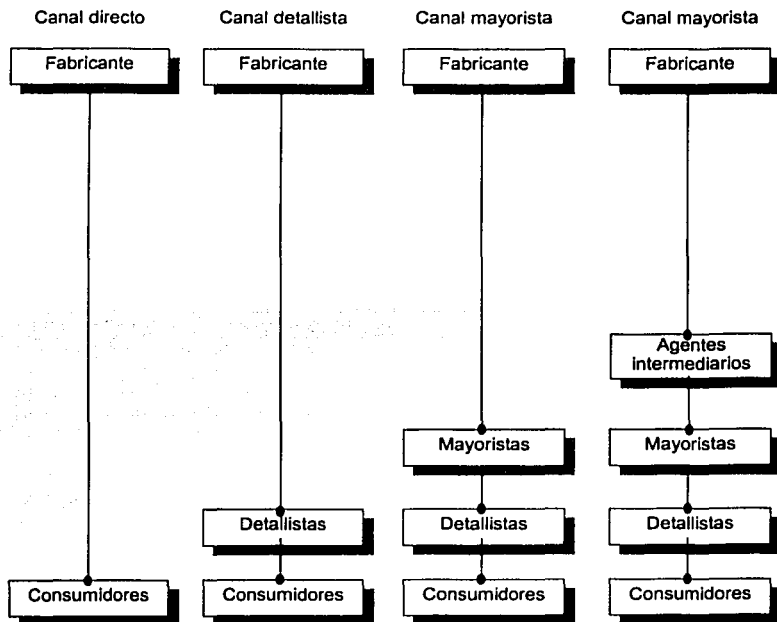 Canal directo
Canal detallista
Canal mayorista
Canal mayorista
Fabricante
Fabricante
Fabricante
Fabricante
Agentes
intermediarios
Mayoristas
Mayoristas
Detallistas
Detallistas
Detallistas
Consumidores
Consumidores
Consumidores
Consumidores